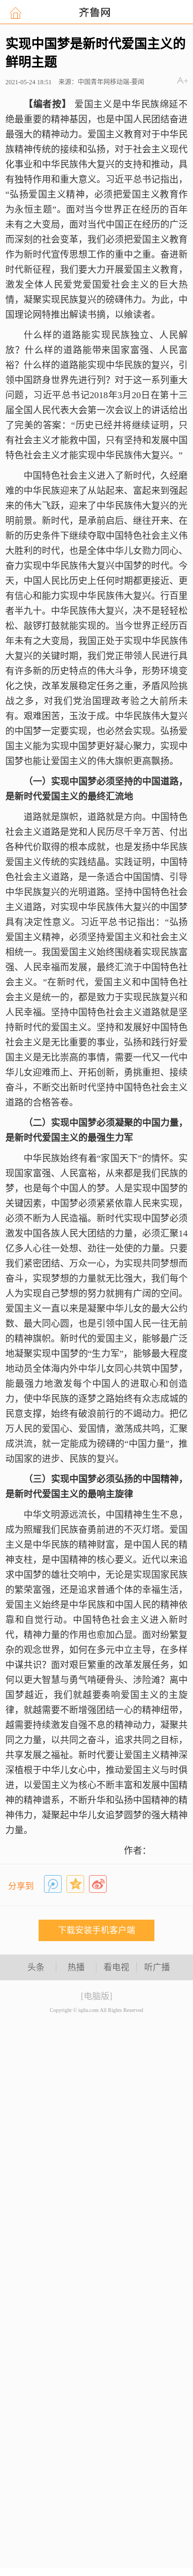 齐鲁网
A+
实现中国梦是新时代爱国主义的
鲜明主题
2021-05-24 18:51 来源：中国青年网移动端-要闻
【编者按】 爱国主义是中华民族绵延不
绝最重要的精神基因，也是中国人民团结奋进
最强大的精神动力。爱国主义教育对于中华民
族精神传统的接续和弘扬，对于社会主义现代
化事业和中华民族伟大复兴的支持和推动，具
有独特作用和重大意义。习近平总书记指出，
“弘扬爱国主义精神，必须把爱国主义教育作
为永恒主题”。面对当今世界正在经历的百年
未有之大变局，面对当代中国正在经历的广泛
而深刻的社会变革，我们必须把爱国主义教育
作为新时代宣传思想工作的重中之重。奋进新
时代新征程，我们要大力开展爱国主义教育，
激发全体人民爱党爱国爱社会主义的巨大热
情，凝聚实现民族复兴的磅礴伟力。为此，中
国理论网特推出解读书摘，以飨读者。
什么样的道路能实现民族独立、人民解
放？什么样的道路能带来国家富强、人民富
裕？什么样的道路能实现中华民族的复兴，引
领中国跻身世界先进行列？对于这一系列重大
问题，习近平总书记2018年3月20日在第十三
届全国人民代表大会第一次会议上的讲话给出
了完美的答案：“历史已经并将继续证明，只
有社会主义才能救中国，只有坚持和发展中国
特色社会主义才能实现中华民族伟大复兴。”
中国特色社会主义进入了新时代，久经磨
难的中华民族迎来了从站起来、富起来到强起
来的伟大飞跃，迎来了中华民族伟大复兴的光
明前景。新时代，是承前启后、继往开来、在
新的历史条件下继续夺取中国特色社会主义伟
大胜利的时代，也是全体中华儿女勠力同心、
奋力实现中华民族伟大复兴中国梦的时代。今
天，中国人民比历史上任何时期都更接近、更
有信心和能力实现中华民族伟大复兴。行百里
者半九十。中华民族伟大复兴，决不是轻轻松
松、敲锣打鼓就能实现的。当今世界正经历百
年未有之大变局，我国正处于实现中华民族伟
大复兴的关键时期，我们党正带领人民进行具
有许多新的历史特点的伟大斗争，形势环境变
化之快，改革发展稳定任务之重，矛盾风险挑
战之多，对我们党治国理政考验之大前所未
有。艰难困苦，玉汝于成。中华民族伟大复兴
的中国梦一定要实现，也必然会实现。弘扬爱
国主义能为实现中国梦更好凝心聚力，实现中
国梦也能让爱国主义的伟大旗帜更高飘扬。
（一）实现中国梦必须坚持的中国道路，
是新时代爱国主义的最终汇流地
道路就是旗帜，道路就是方向。中国特色
社会主义道路是党和人民历尽千辛万苦、付出
各种代价取得的根本成就，也是发扬中华民族
爱国主义传统的实践结晶。实践证明，中国特
色社会主义道路，是一条适合中国国情、引导
中华民族复兴的光明道路。坚持中国特色社会
主义道路，对实现中华民族伟大复兴的中国梦
具有决定性意义。习近平总书记指出：“弘扬
爱国主义精神，必须坚持爱国主义和社会主义
相统一。我国爱国主义始终围绕着实现民族富
强、人民幸福而发展，最终汇流于中国特色社
会主义。”在新时代，爱国主义和中国特色社
会主义是统一的，都是致力于实现民族复兴和
人民幸福。坚持中国特色社会主义道路就是坚
持新时代的爱国主义。坚持和发展好中国特色
社会主义是无比重要的事业，弘扬和践行好爱
国主义是无比崇高的事情，需要一代又一代中
华儿女迎难而上、开拓创新，勇挑重担、接续
奋斗，不断交出新时代坚持中国特色社会主义
道路的合格答卷。
（二）实现中国梦必须凝聚的中国力量，
是新时代爱国主义的最强生力军
中华民族始终有着“家国天下”的情怀。实
现国家富强、人民富裕，从来都是我们民族的
梦，也是每个中国人的梦。人是实现中国梦的
关键因素，中国梦必须紧紧依靠人民来实现，
必须不断为人民造福。新时代实现中国梦必须
激发中国各族人民大团结的力量，必须汇聚14
亿多人心往一处想、劲往一处使的力量。只要
我们紧密团结、万众一心，为实现共同梦想而
奋斗，实现梦想的力量就无比强大，我们每个
人为实现自己梦想的努力就拥有广阔的空间。
爱国主义一直以来是凝聚中华儿女的最大公约
数、最大同心圆，也是引领中国人民一往无前
的精神旗帜。新时代的爱国主义，能够最广泛
地凝聚实现中国梦的“生力军”，能够最大程度
地动员全体海内外中华儿女同心共筑中国梦，
能最强力地激发每个中国人的进取心和创造
力，使中华民族的逐梦之路始终有众志成城的
民意支撑，始终有破浪前行的不竭动力。把亿
万人民的爱国心、爱国情，激荡成共鸣，汇聚
成洪流，就一定能成为磅礴的“中国力量”，推
动国家的进步、民族的复兴。
（三）实现中国梦必须弘扬的中国精神，
是新时代爱国主义的最响主旋律
中华文明源远流长，中国精神生生不息，
成为照耀我们民族奋勇前进的不灭灯塔。爱国
主义是中华民族的精神财富，是中国人民的精
神支柱，是中国精神的核心要义。近代以来追
求中国梦的雄壮交响中，无论是实现国家民族
的繁荣富强，还是追求普通个体的幸福生活，
爱国主义始终是中华民族和中国人民的精神依
靠和自觉行动。中国特色社会主义进入新时
代，精神力量的作用也愈加凸显。面对纷繁复
杂的观念世界，如何在多元中立主导，在多样
中谋共识？面对艰巨繁重的改革发展任务，如
何以更大智慧与勇气啃硬骨头、涉险滩？离中
国梦越近，我们就越要奏响爱国主义的主旋
律，就越需要不断增强团结一心的精神纽带，
越需要持续激发自强不息的精神动力，凝聚共
同之力量，以共同之奋斗，追求共同之目标，
共享发展之福祉。新时代要让爱国主义精神深
深植根于中华儿女心中，推动爱国主义与时俱
进，以爱国主义为核心不断丰富和发展中国精
神的精神谱系，不断升华和弘扬中国精神的精
神伟力，凝聚起中华儿女追梦圆梦的强大精神
力量。
作者：
分享到
下载安装手机客户端
头条 热播 看电视 听广播
[电脑版]
Copyright © iqilu.com All Rights Reserved